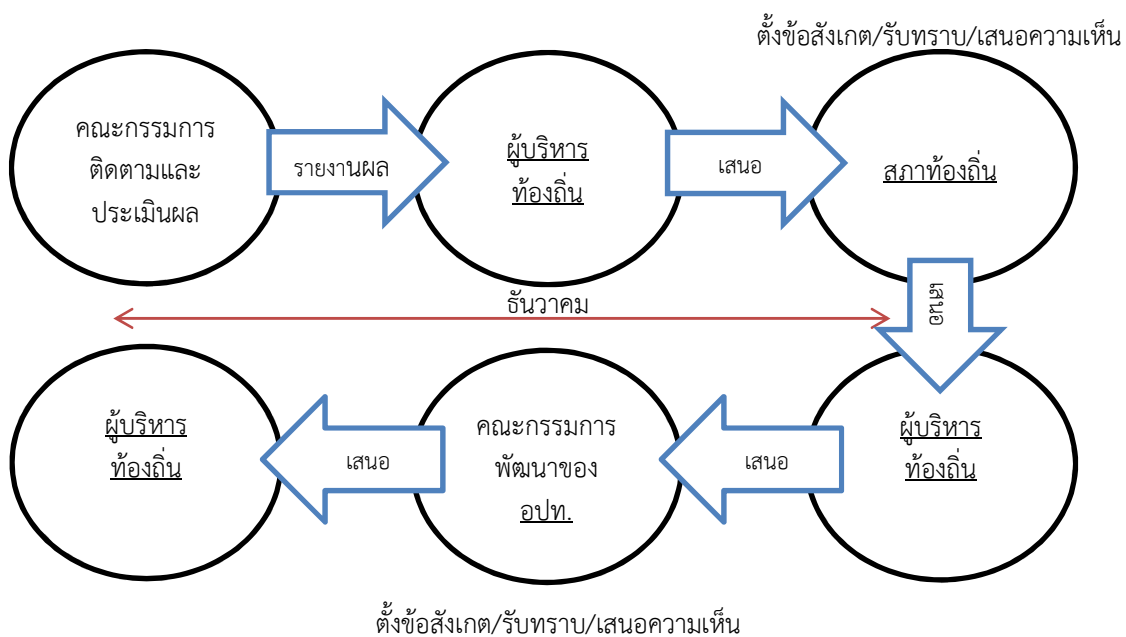 ตั้งข้อสังเกต/รับทราบ/เสนอความเห็น
คณะกรรมการ
ติดตามและ
ประเมินผล
รายงานผล
ผู้บริหาร
ท้องถิ่น
เสนอ
สภาท้องถิ่น
เสนอ
ธันวาคม
ผู้บริหาร
ท้องถิ่น
เสนอ
คณะกรรมการ
พัฒนาของ
อปท.
เสนอ
ผู้บริหาร
ท้องถิ่น
ตั้งข้อสังเกต/รับทราบ/เสนอความเห็น